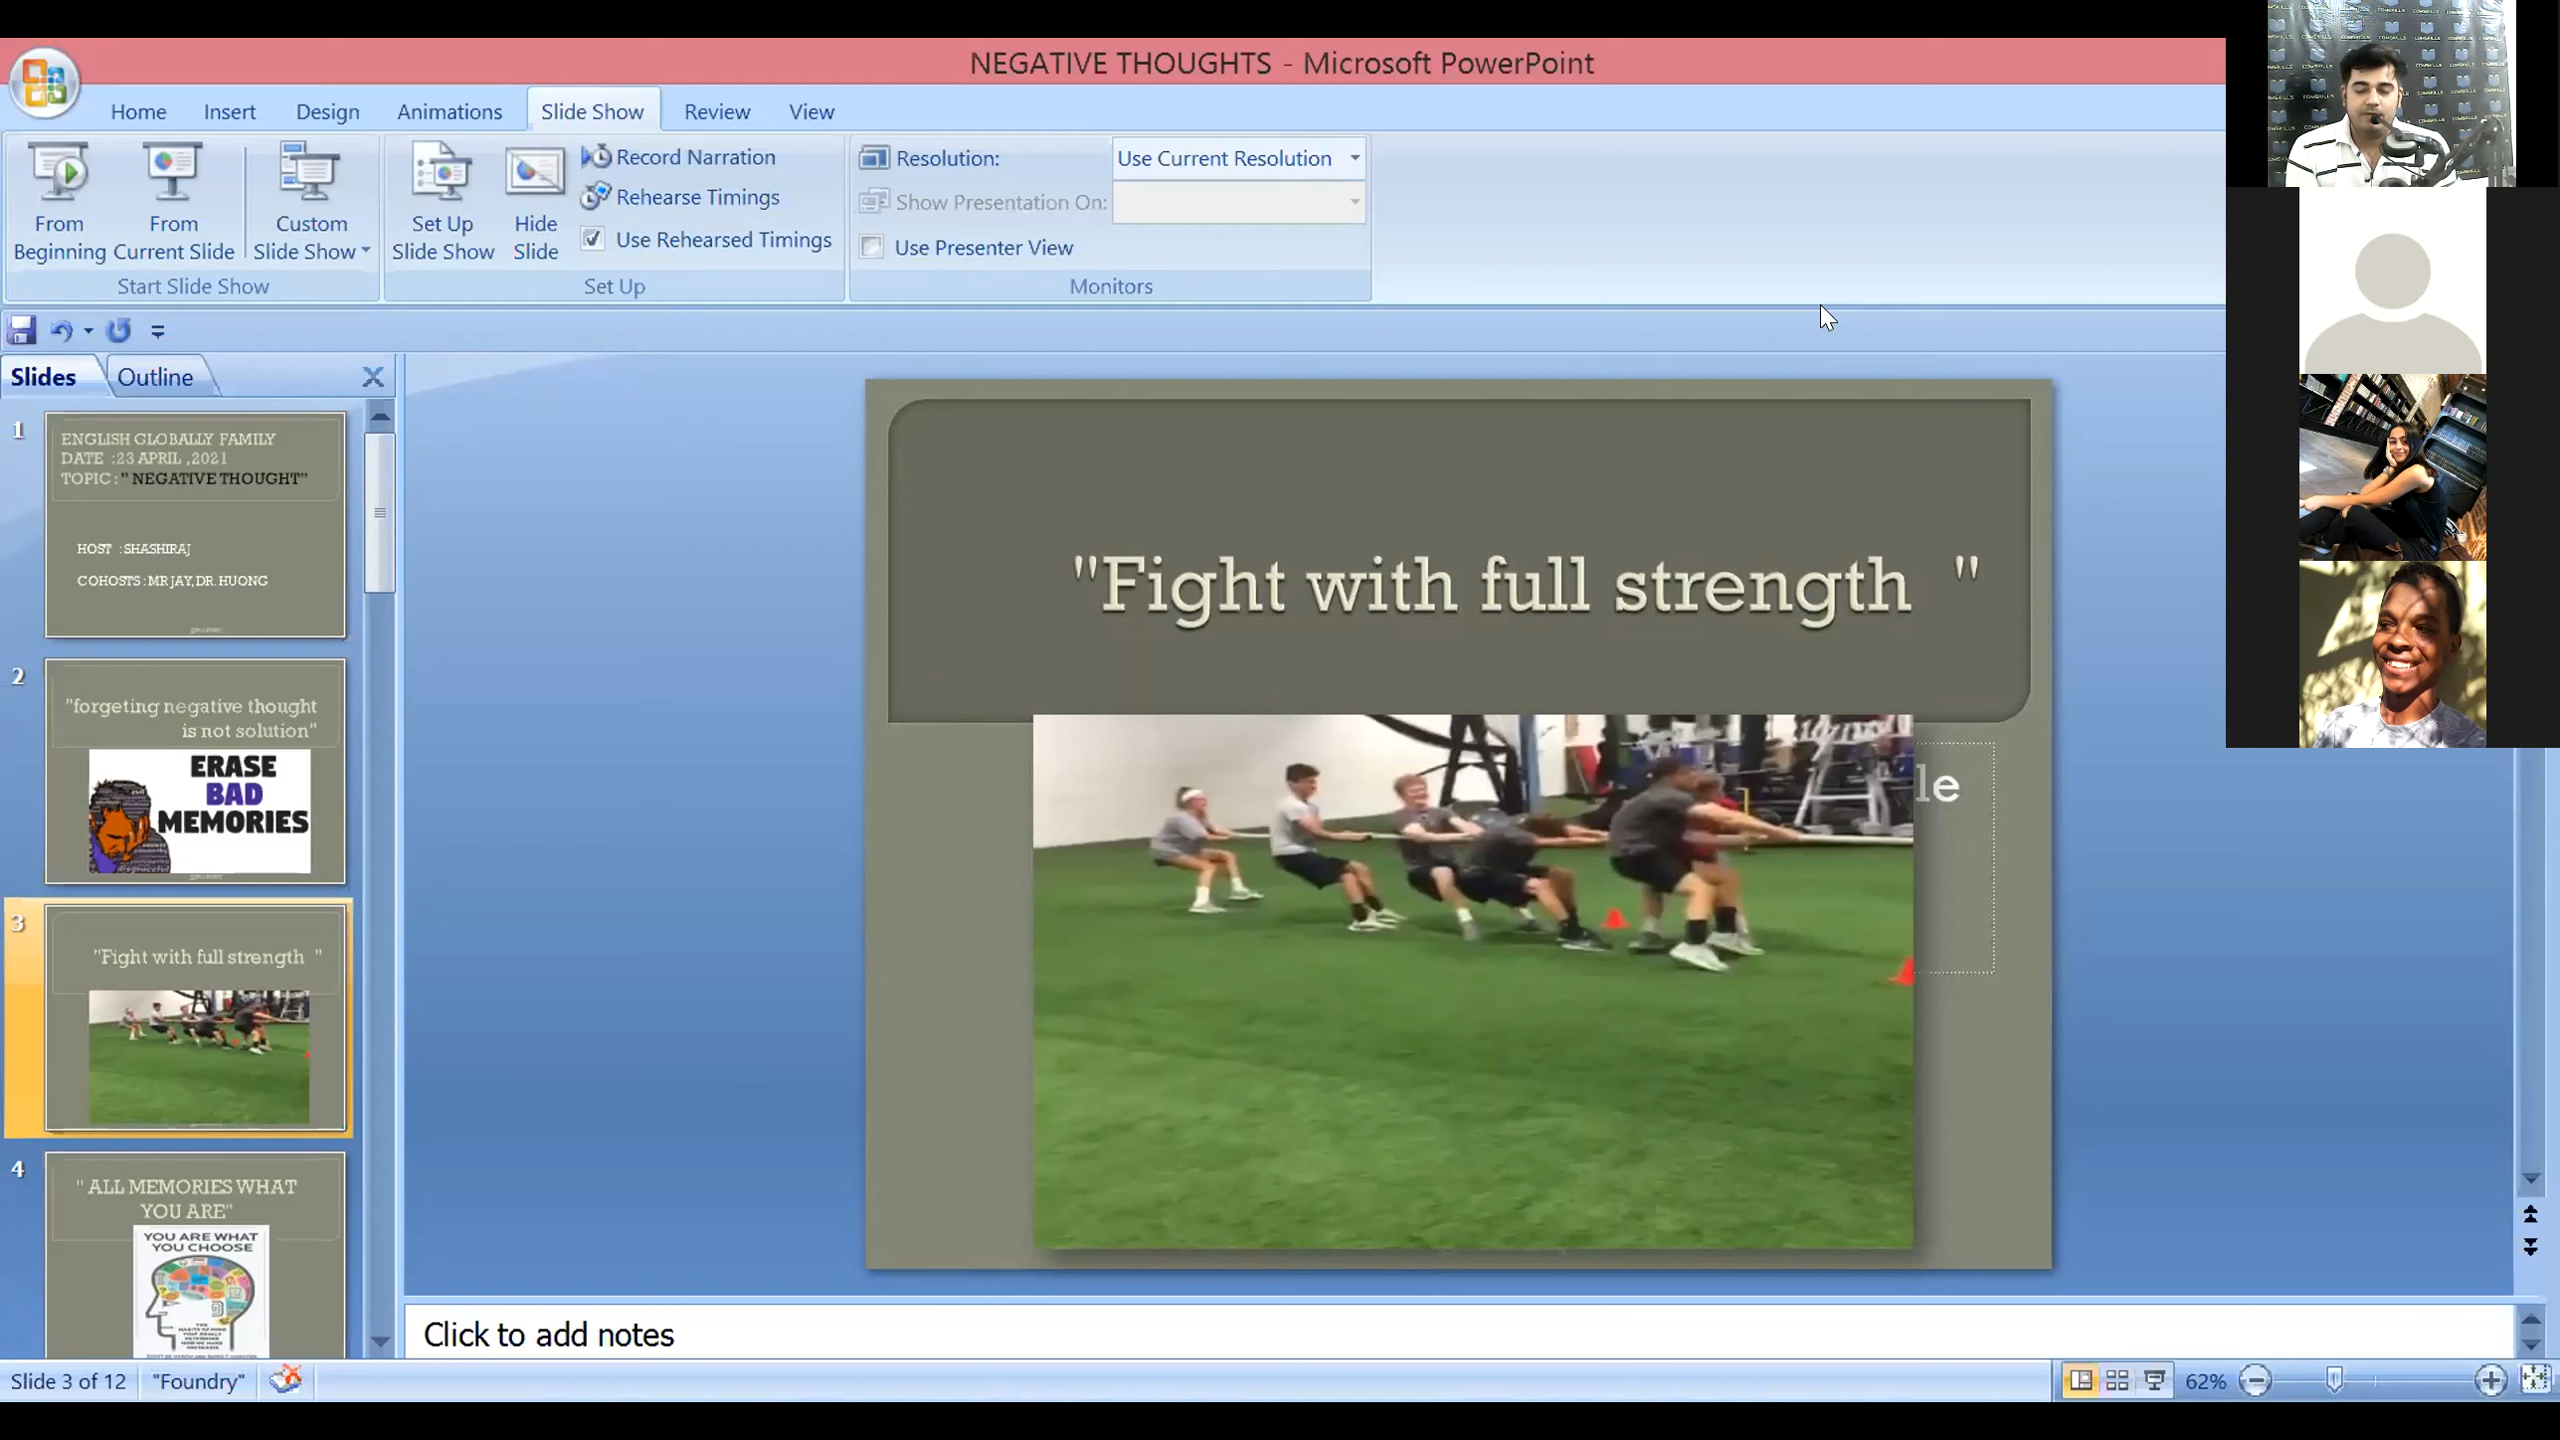 NEGATIVE THOUGHTS - Microsoft PowerPoint
Home Insert Design Animations Slide Show Review View
From Beginning
From Current Slide
Custom Slide Show
Set Up Slide Show
Hide Slide
Record Narration
Rehearse Timings
Use Rehearsed Timings
Resolution: Use Current Resolution
Show Presentation On:
Use Presenter View
Start Slide Show Set Up Monitors
Slides Outline
1
ENGLISH GLOBALLY FAMILY
DATE :23 APRIL ,2021
TOPIC : " NEGATIVE THOUGHT"
HOST : SHASHIRAJ
COHOSTS : MR JAY, DR. HUONG
2
"forgeting negative thought
is not solution"
ERASE
BAD
MEMORIES
3
"Fight with full strength "
4
" ALL MEMORIES WHAT
YOU ARE"
YOU ARE WHAT
YOU CHOOSE
"Fight with full strength "
le
Click to add notes
Slide 3 of 12 "Foundry" 62%